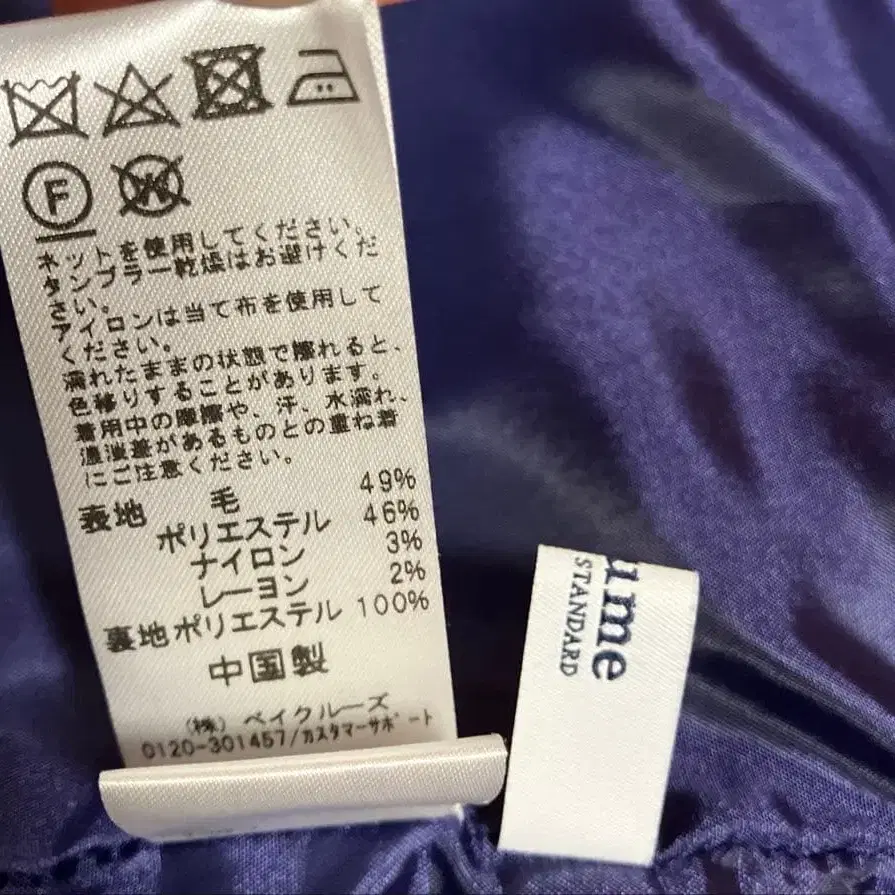 F
W
ネットを使用してください。
タンブラー乾燥はお避けくだ
さい。
アイロンは当て布を使用して
ください。
濡れたままの状態で擦れると、
色移りすることがあります。
着用中の摩擦や、汗、水濡れ、
濃淡差があるものとの重ね着
にご注意ください。
表地 毛 49%
ポリエステル 46%
ナイロン 3%
レーヨン 2%
裏地 ポリエステル 100%
中国製
(株) ベイクルーズ
0120-301457/カスタマーサポート
ume
STANDARD